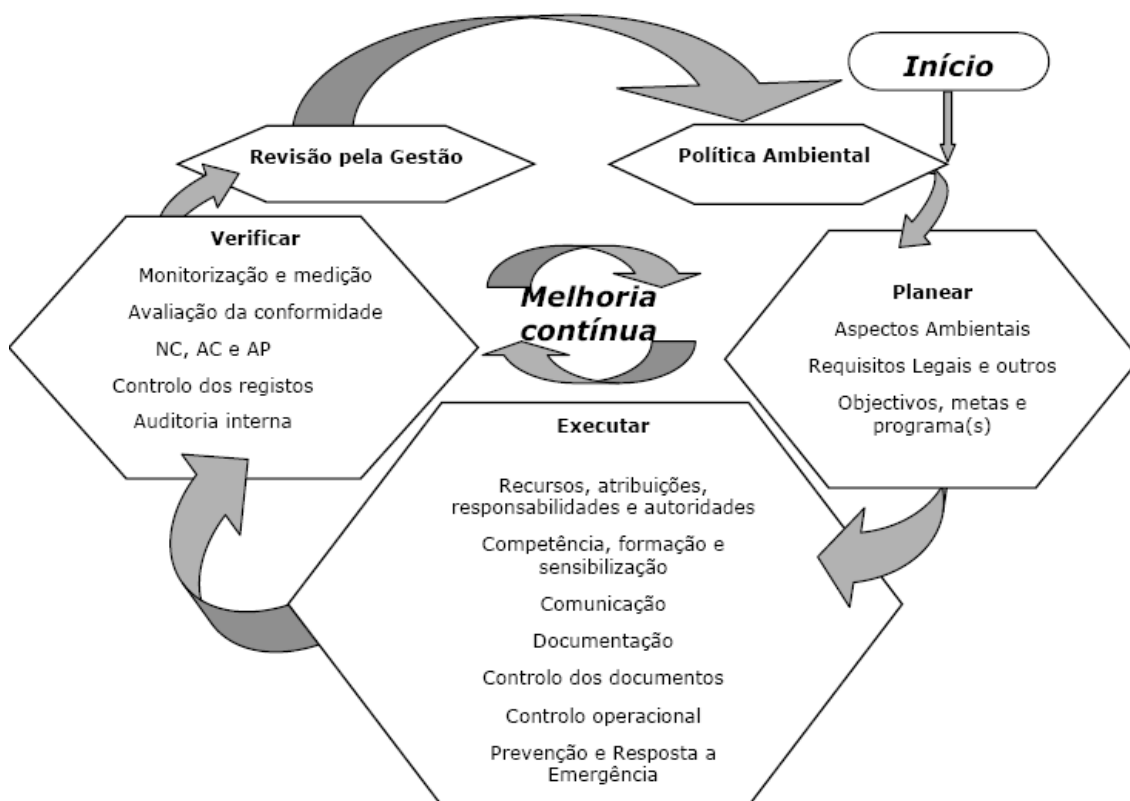 Início
Política Ambiental
Planear
Aspectos Ambientais
Requisitos Legais e outros
Objectivos, metas e
programa(s)
Executar
Recursos, atribuições,
responsabilidades e autoridades
Competência, formação e
sensibilização
Comunicação
Documentação
Controlo dos documentos
Controlo operacional
Prevenção e Resposta a
Emergência
Verificar
Monitorização e medição
Avaliação da conformidade
NC, AC e AP
Controlo dos registos
Auditoria interna
Revisão pela Gestão
Melhoria
contínua